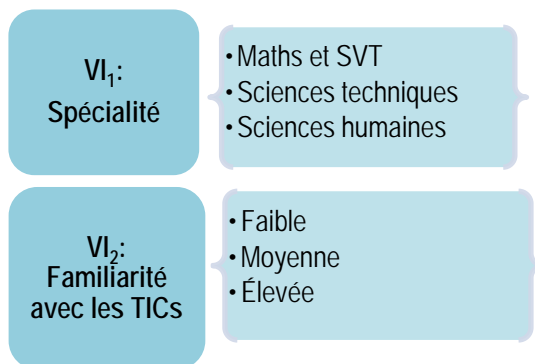 VI₁:
Spécialité
• Maths et SVT
• Sciences techniques
• Sciences humaines
VI₂:
Familiarité
avec les TICs
• Faible
• Moyenne
• Élevée